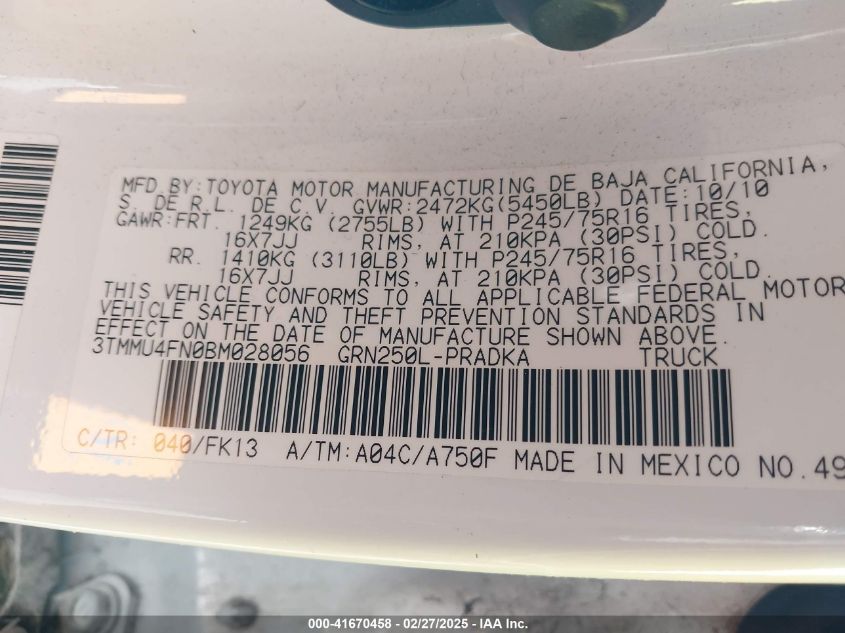 MFD BY:TOYOTA MOTOR MANUFACTURING DE BAJA CALIFORNIA,
S. DE R.L. DE C.V. GVWR:2472KG(5450LB) DATE:10/10
GAWR:FRT. 1249KG (2755LB) WITH P245/75R16 TIRES,
16X7JJ RIMS, AT 210KPA (30PSI) COLD.
RR. 1410KG (3110LB) WITH P245/75R16 TIRES,
16X7JJ RIMS, AT 210KPA (30PSI) COLD.
THIS VEHICLE CONFORMS TO ALL APPLICABLE FEDERAL MOTOR
VEHICLE SAFETY AND THEFT PREVENTION STANDARDS IN
EFFECT ON THE DATE OF MANUFACTURE SHOWN ABOVE.
3TMMU4FN0BM028056 GRN250L-PRADKA TRUCK
C/TR: 040/FK13 A/TM:A04C/A750F MADE IN MEXICO NO.49
000-41670458 - 02/27/2025 - IAA Inc.